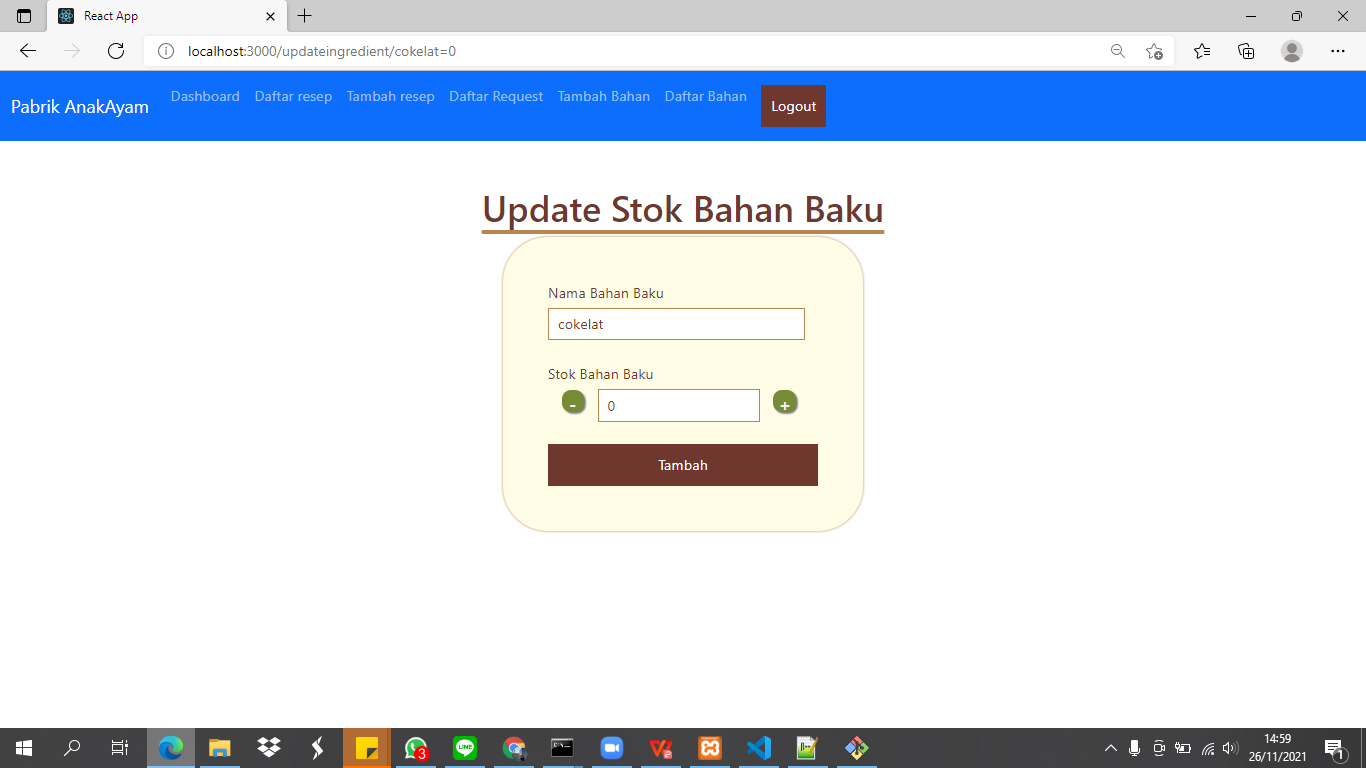 React App
localhost:3000/updateingredient/cokelat=0
Pabrik AnakAyam Dashboard Daftar resep Tambah resep Daftar Request Tambah Bahan Daftar Bahan Logout
Update Stok Bahan Baku
Nama Bahan Baku
cokelat
Stok Bahan Baku
- 0 +
Tambah
3
LINE
14:59
26/11/2021
1